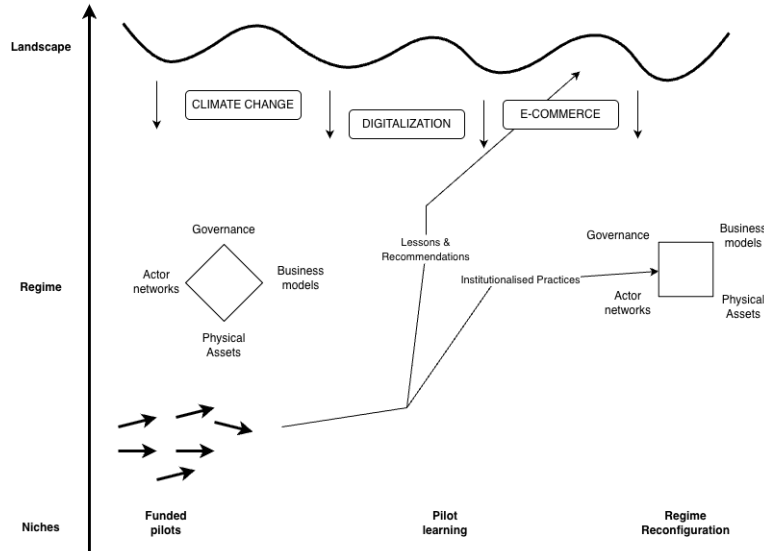 Landscape
CLIMATE CHANGE
DIGITALIZATION
E-COMMERCE
Regime
Governance
Actor
networks
Business
models
Physical
Assets
Lessons &
Recommendations
Institutionalised Practices
Governance
Business
models
Actor
networks
Physical
Assets
Niches
Funded
pilots
Pilot
learning
Regime
Reconfiguration